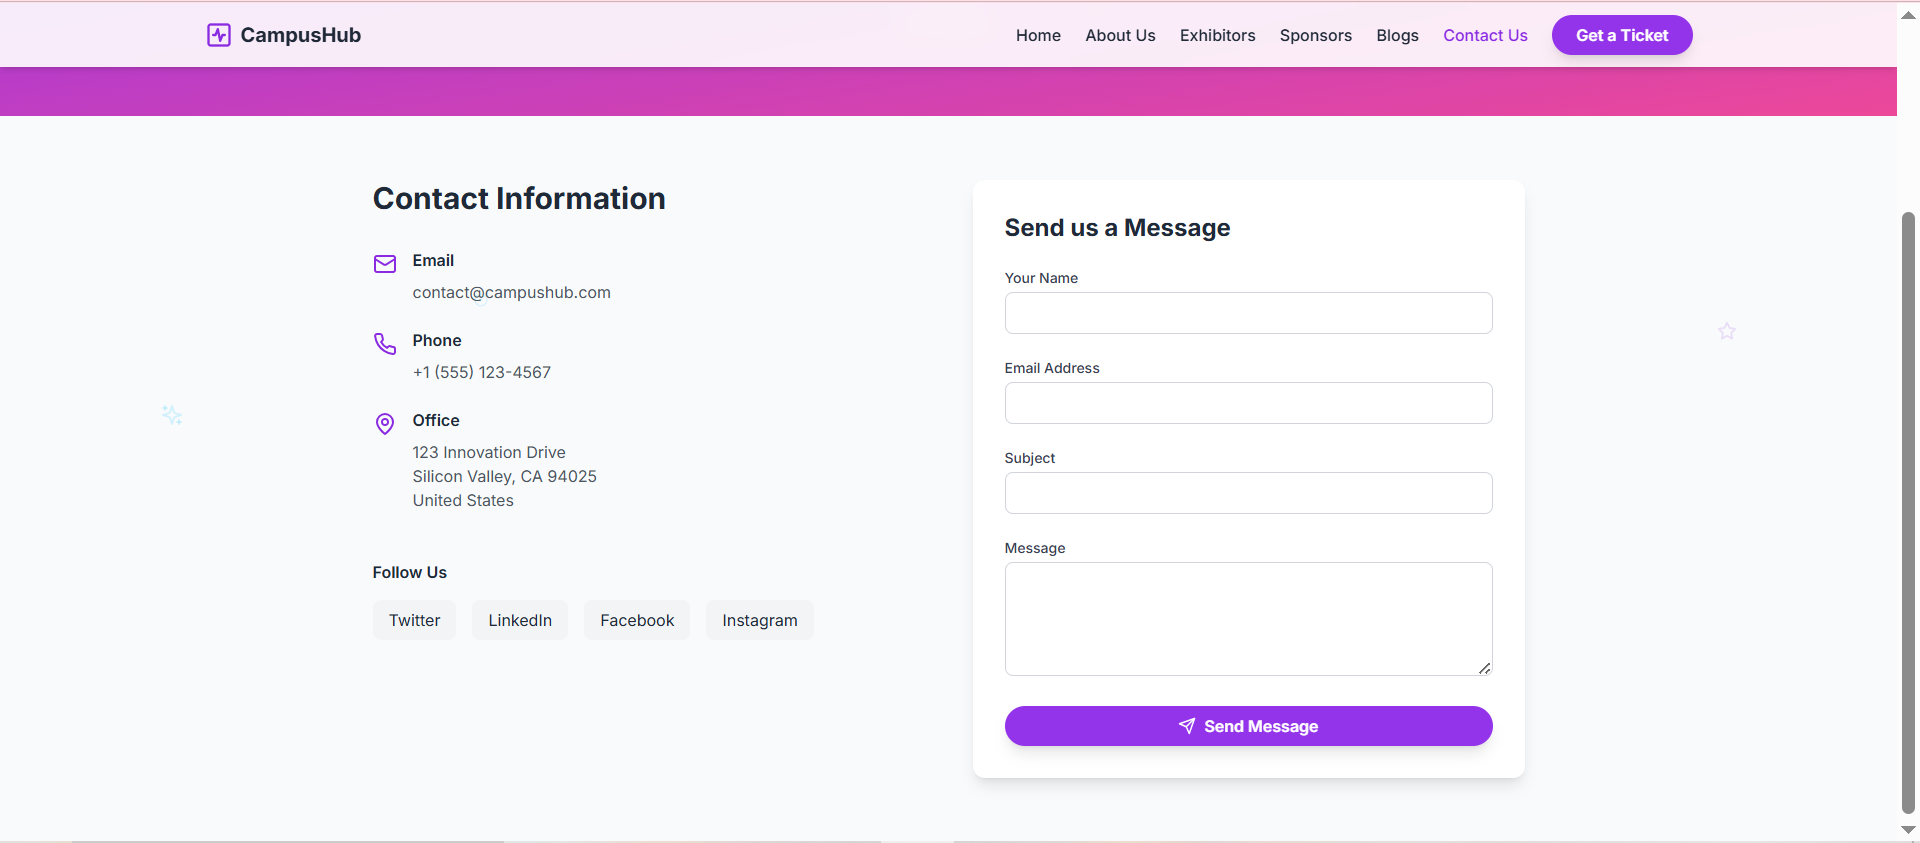 CampusHub
Home
About Us
Exhibitors
Sponsors
Blogs
Contact Us
Get a Ticket
Contact Information
Email
contact@campushub.com
Phone
+1 (555) 123-4567
Office
123 Innovation Drive
Silicon Valley, CA 94025
United States
Follow Us
Twitter
LinkedIn
Facebook
Instagram
Send us a Message
Your Name
Email Address
Subject
Message
Send Message